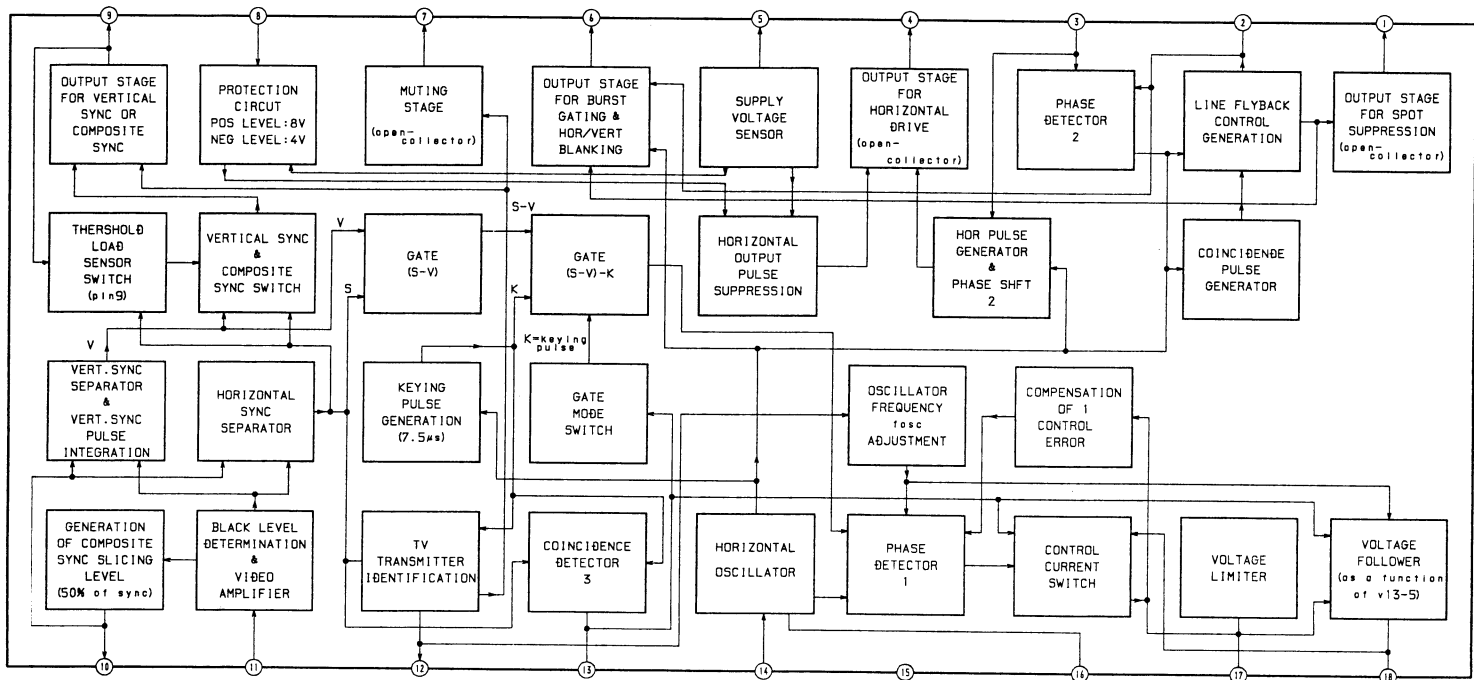 9 8 7 6 5 4 3 2 1
OUTPUT STAGE
FOR VERTICAL
SYNC OR
COMPOSITE
SYNC
PROTECTION
CIRCUT
POS LEVEL:8V
NEG LEVEL:4V
MUTING
STAGE
(open-
collector)
OUTPUT STAGE
FOR BURST
GATING &
HOR/VERT
BLANKING
SUPPLY
VOLTAGE
SENSOR
OUTPUT STAGE
FOR
HORIZONTAL
DRIVE
(open-
collector)
PHASE
DETECTOR
2
LINE FLYBACK
CONTROL
GENERATION
OUTPUT STAGE
FOR SPOT
SUPPRESSION
(open-
collector)
THERSHOLD
LOAD
SENSOR
SWITCH
(pin9)
VERTICAL SYNC
&
COMPOSITE
SYNC SWITCH
V
S
GATE
(S-V)
S-V
K
GATE
(S-V)-K
HORIZONTAL
OUTPUT
PULSE
SUPPRESSION
HOR PULSE
GENERATOR
&
PHASE SHFT
2
COINCIDENDE
PULSE
GENERATOR
V
K=keying
pulse
VERT.SYNC
SEPARATOR
&
VERT.SYNC
PULSE
INTEGRATION
HORIZONTAL
SYNC
SEPARATOR
KEYING
PULSE
GENERATION
(7.5µs)
GATE
MODE
SWITCH
OSCILLATOR
FREQUENCY
fosc
ADJUSTMENT
COMPENSATION
OF 1
CONTROL
ERROR
GENERATION
OF COMPOSITE
SYNC SLICING
LEVEL
(50% of sync)
BLACK LEVEL
DETERMINATION
&
VIDEO
AMPLIFIER
TV
TRANSMITTER
IDENTIFICATION
COINCIDENCE
DETECTOR
3
HORIZONTAL
OSCILLATOR
PHASE
DETECTOR
1
CONTROL
CURRENT
SWITCH
VOLTAGE
LIMITER
VOLTAGE
FOLLOWER
(as a function
of v13-5)
10 11 12 13 14 15 16 17 18